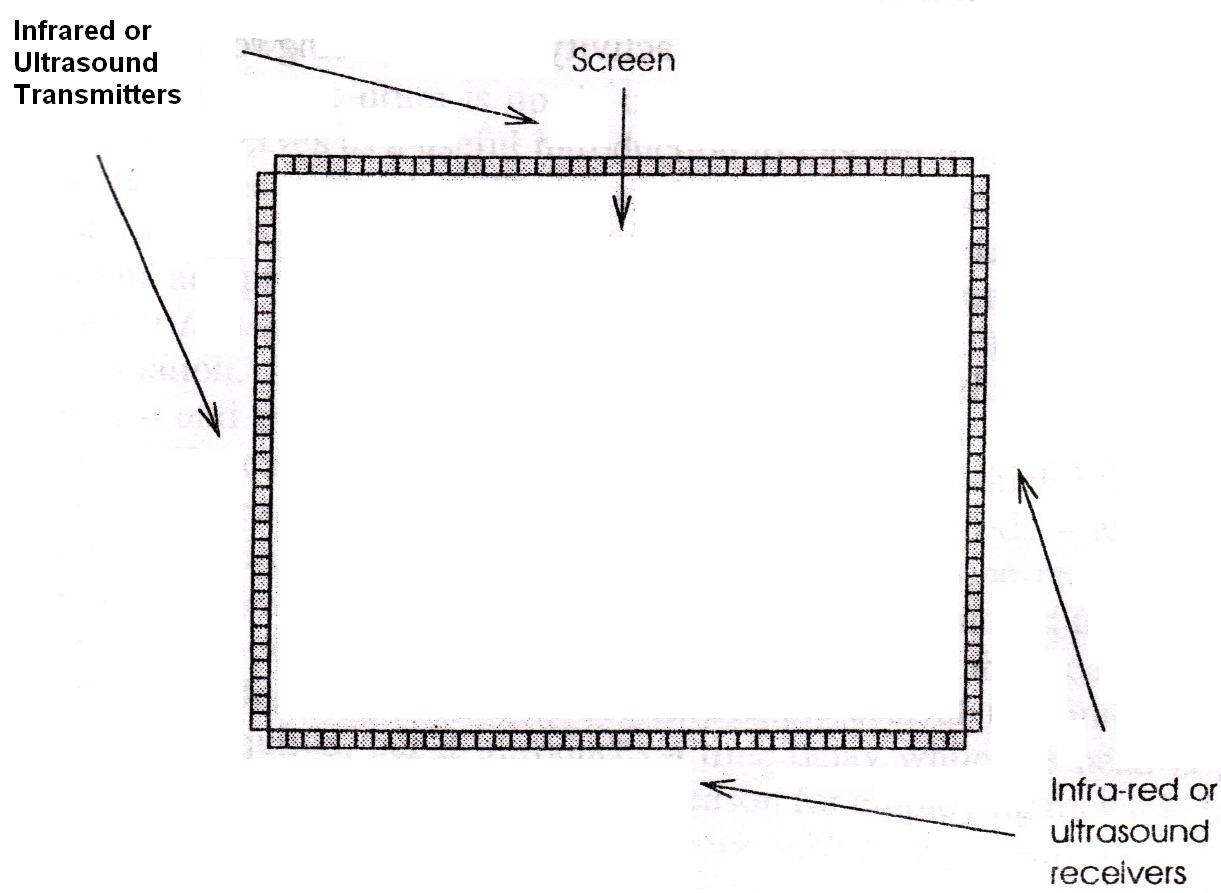 Infrared or
Ultrasound
Transmitters
Screen
Infra-red or
ultrasound
receivers